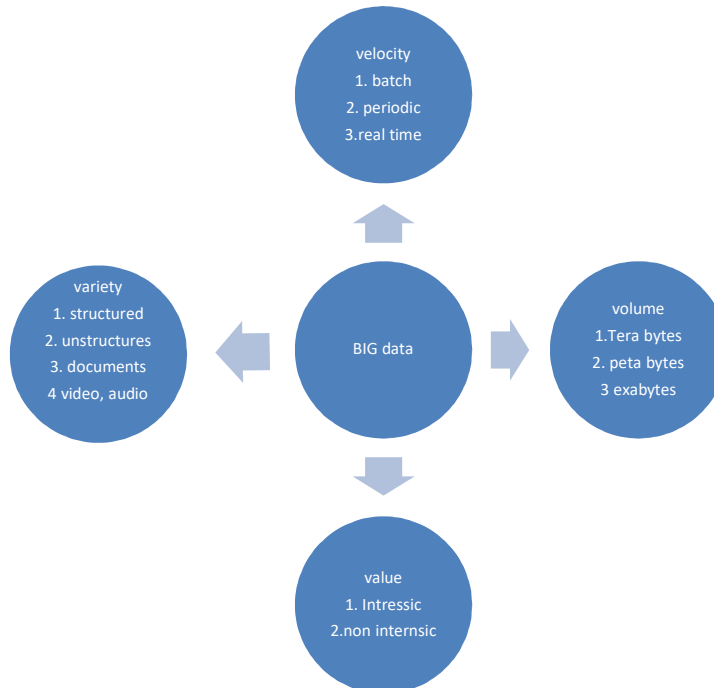 velocity
1. batch
2. periodic
3.real time
variety
1. structured
2. unstructures
3. documents
4 video, audio
BIG data
volume
1.Tera bytes
2. peta bytes
3 exabytes
value
1. Intressic
2.non internsic